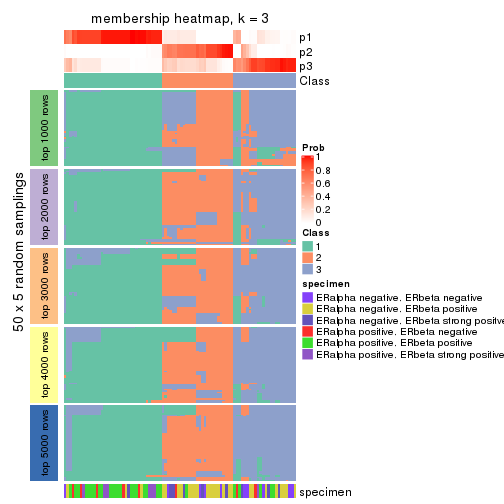 membership heatmap, k = 3
p1
p2
p3
Class
50 x 5 random samplings
top 1000 rows
top 2000 rows
top 3000 rows
top 4000 rows
top 5000 rows
Prob
1
0.8
0.6
0.4
0.2
0
Class
1
2
3
specimen
ERalpha negative. ERbeta negative
ERalpha negative. ERbeta positive
ERalpha negative. ERbeta strong positive
ERalpha positive. ERbeta negative
ERalpha positive. ERbeta positive
ERalpha positive. ERbeta strong positive
specimen